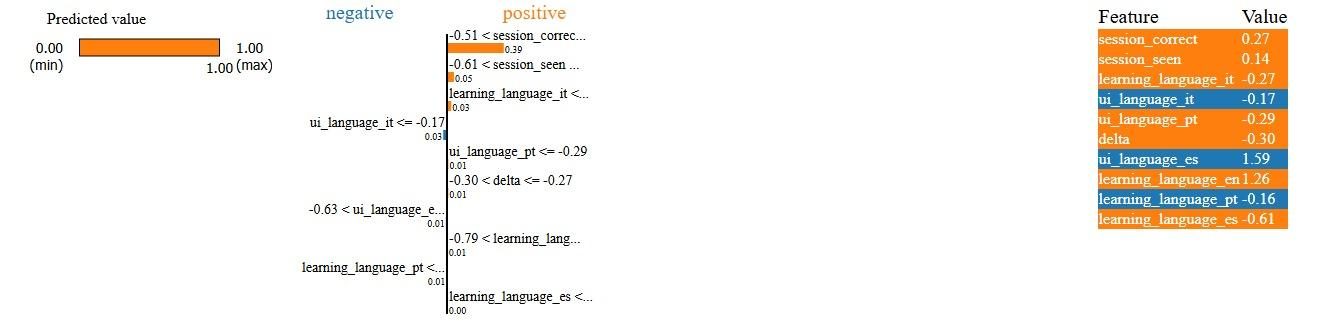 Predicted value
0.00
(min)
1.00
(max)
1.00
negative
positive
-0.51 < session_correc...
0.39
-0.61 < session_seen ...
0.05
learning_language_it <...
0.03
ui_language_it <= -0.17
0.03
ui_language_pt <= -0.29
0.01
-0.30 < delta <= -0.27
0.01
-0.63 < ui_language_e...
0.01
-0.79 < learning_lang...
0.01
learning_language_pt <...
0.01
learning_language_es <...
0.00
Feature Value
session_correct 0.27
session_seen 0.14
learning_language_it -0.27
ui_language_it -0.17
ui_language_pt -0.29
delta -0.30
ui_language_es 1.59
learning_language_en 1.26
learning_language_pt -0.16
learning_language_es -0.61